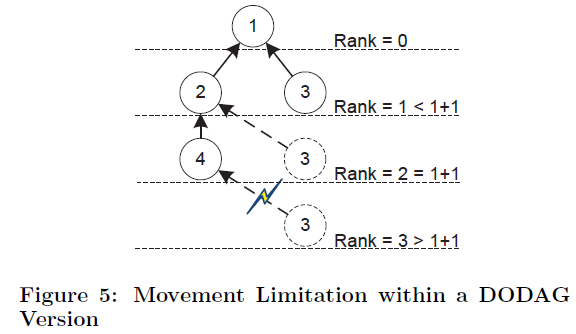 1
Rank = 0
2
3
Rank = 1 < 1+1
4
3
Rank = 2 = 1+1
3
Rank = 3 > 1+1
Figure 5: Movement Limitation within a DODAG
Version